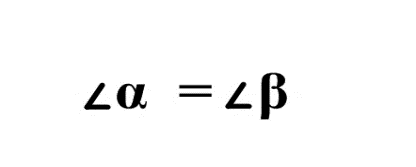 ∠α = ∠β